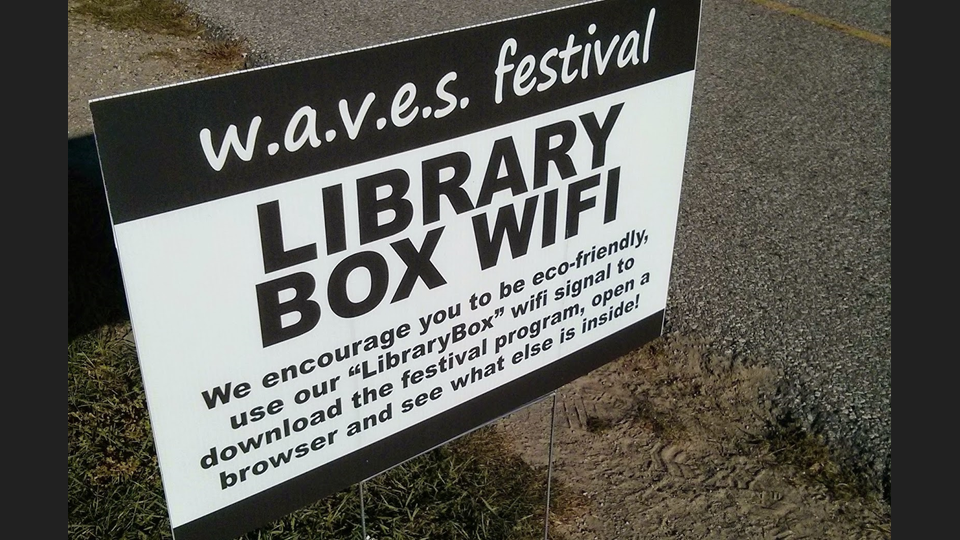 w.a.v.e.s. festival
LIBRARY
BOX WIFI
We encourage you to be eco-friendly,
use our “LibraryBox” wifi signal to
download the festival program, open a
browser and see what else is inside!